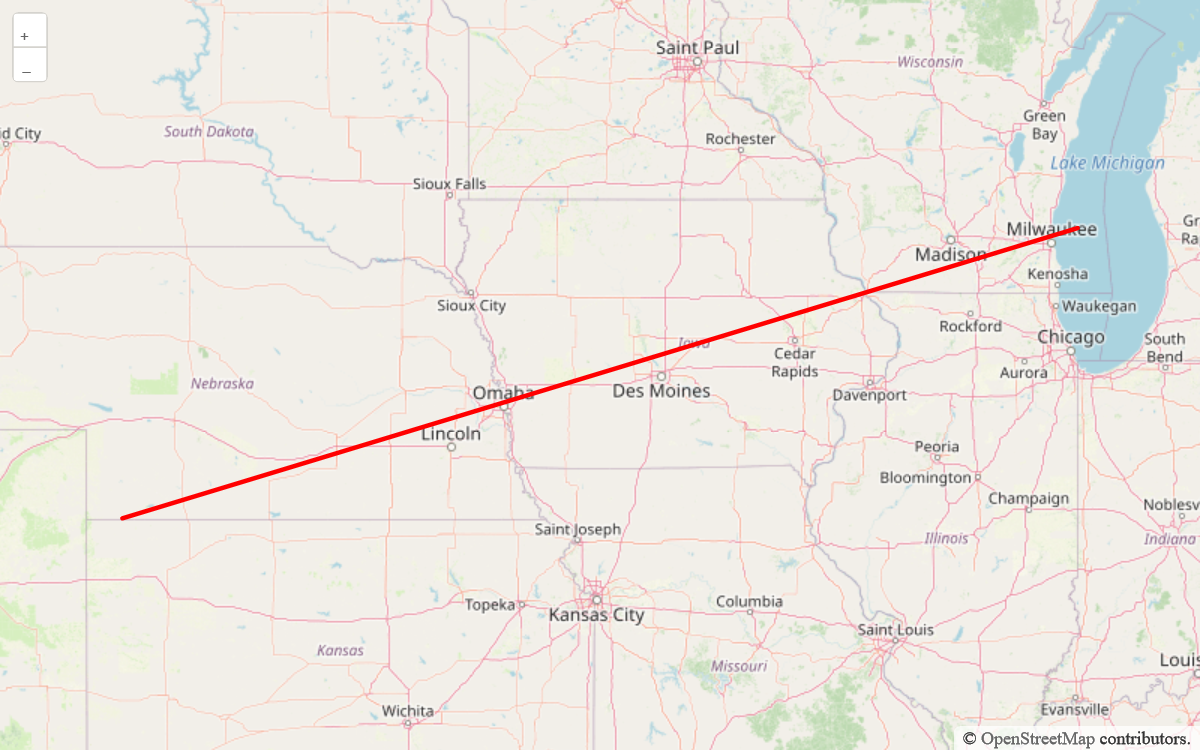 +
–
Saint Paul
Wisconsin
Green
Bay
id City
South Dakota
Rochester
Lake Michigan
Sioux Falls
Milwaukee
Madison
Kenosha
Sioux City
Waukegan
Rockford
Chicago
South
Bend
Iowa
Cedar
Rapids
Aurora
Nebraska
Omaha
Des Moines
Davenport
Lincoln
Peoria
Bloomington
Champaign
Noblesv
Saint Joseph
Illinois
Indiana
Topeka
Kansas City
Columbia
Saint Louis
Kansas
Missouri
Louis
Wichita
Evansville
© OpenStreetMap contributors.